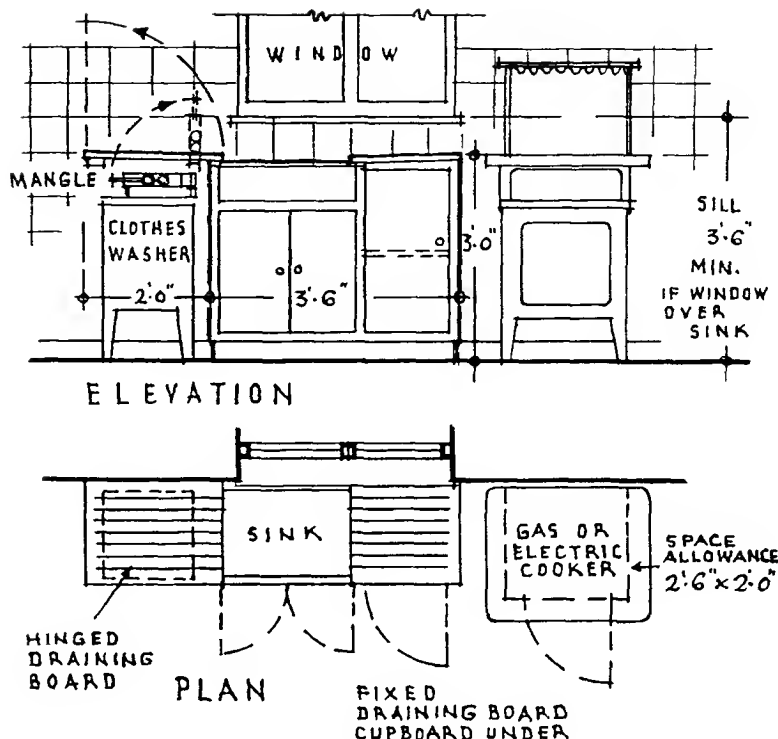 WINDOW
MANGLE
CLOTHES
WASHER
2'.0"
3'.6"
3'.0"
SILL
3'.6"
MIN.
IF WINDOW
OVER
SINK
ELEVATION
SINK
GAS OR
ELECTRIC
COOKER
SPACE
ALLOWANCE
2'.6" × 2'.0"
HINGED
DRAINING
BOARD
PLAN
FIXED
DRAINING BOARD
CUPBOARD UNDER